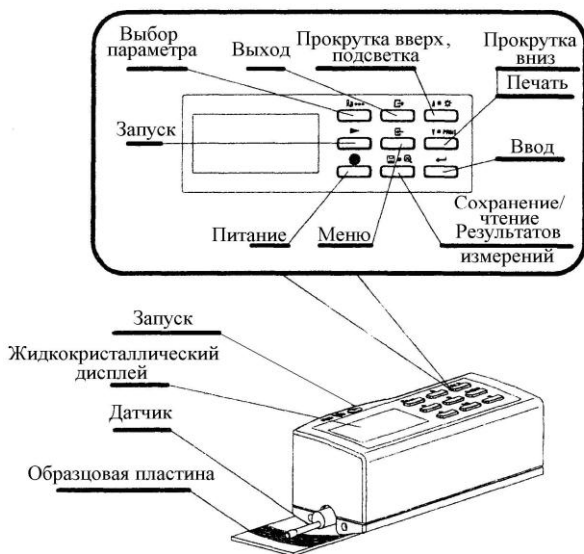 Выбор
параметра
Выход
Прокрутка вверх,
подсветка
Прокрутка
вниз
Печать
Запуск
Ввод
Питание
Меню
Сохранение/
чтение
Результатов
измерений
Запуск
Жидкокристаллический
дисплей
Датчик
Образцовая пластина